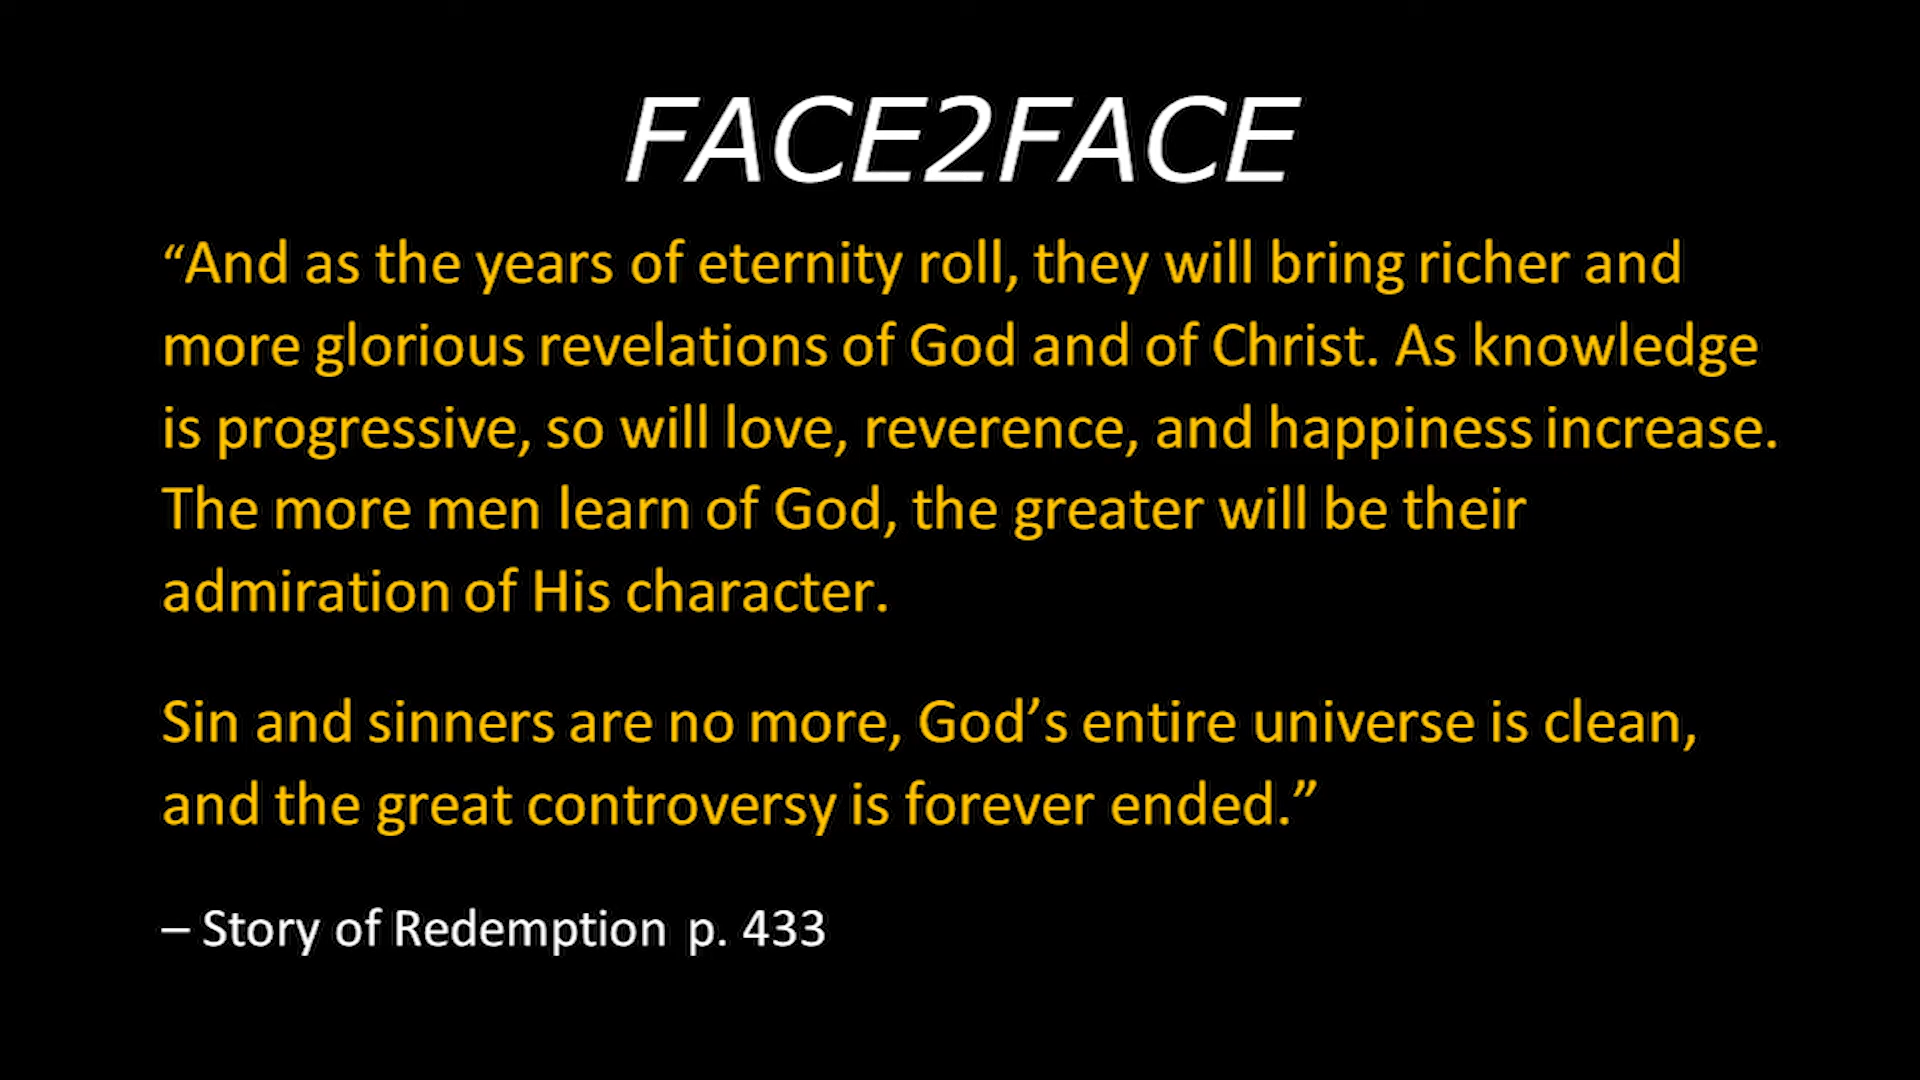 FACE2FACE
“And as the years of eternity roll, they will bring richer and
more glorious revelations of God and of Christ. As knowledge
is progressive, so will love, reverence, and happiness increase.
The more men learn of God, the greater will be their
admiration of His character.
Sin and sinners are no more, God’s entire universe is clean,
and the great controversy is forever ended.”
– Story of Redemption p. 433